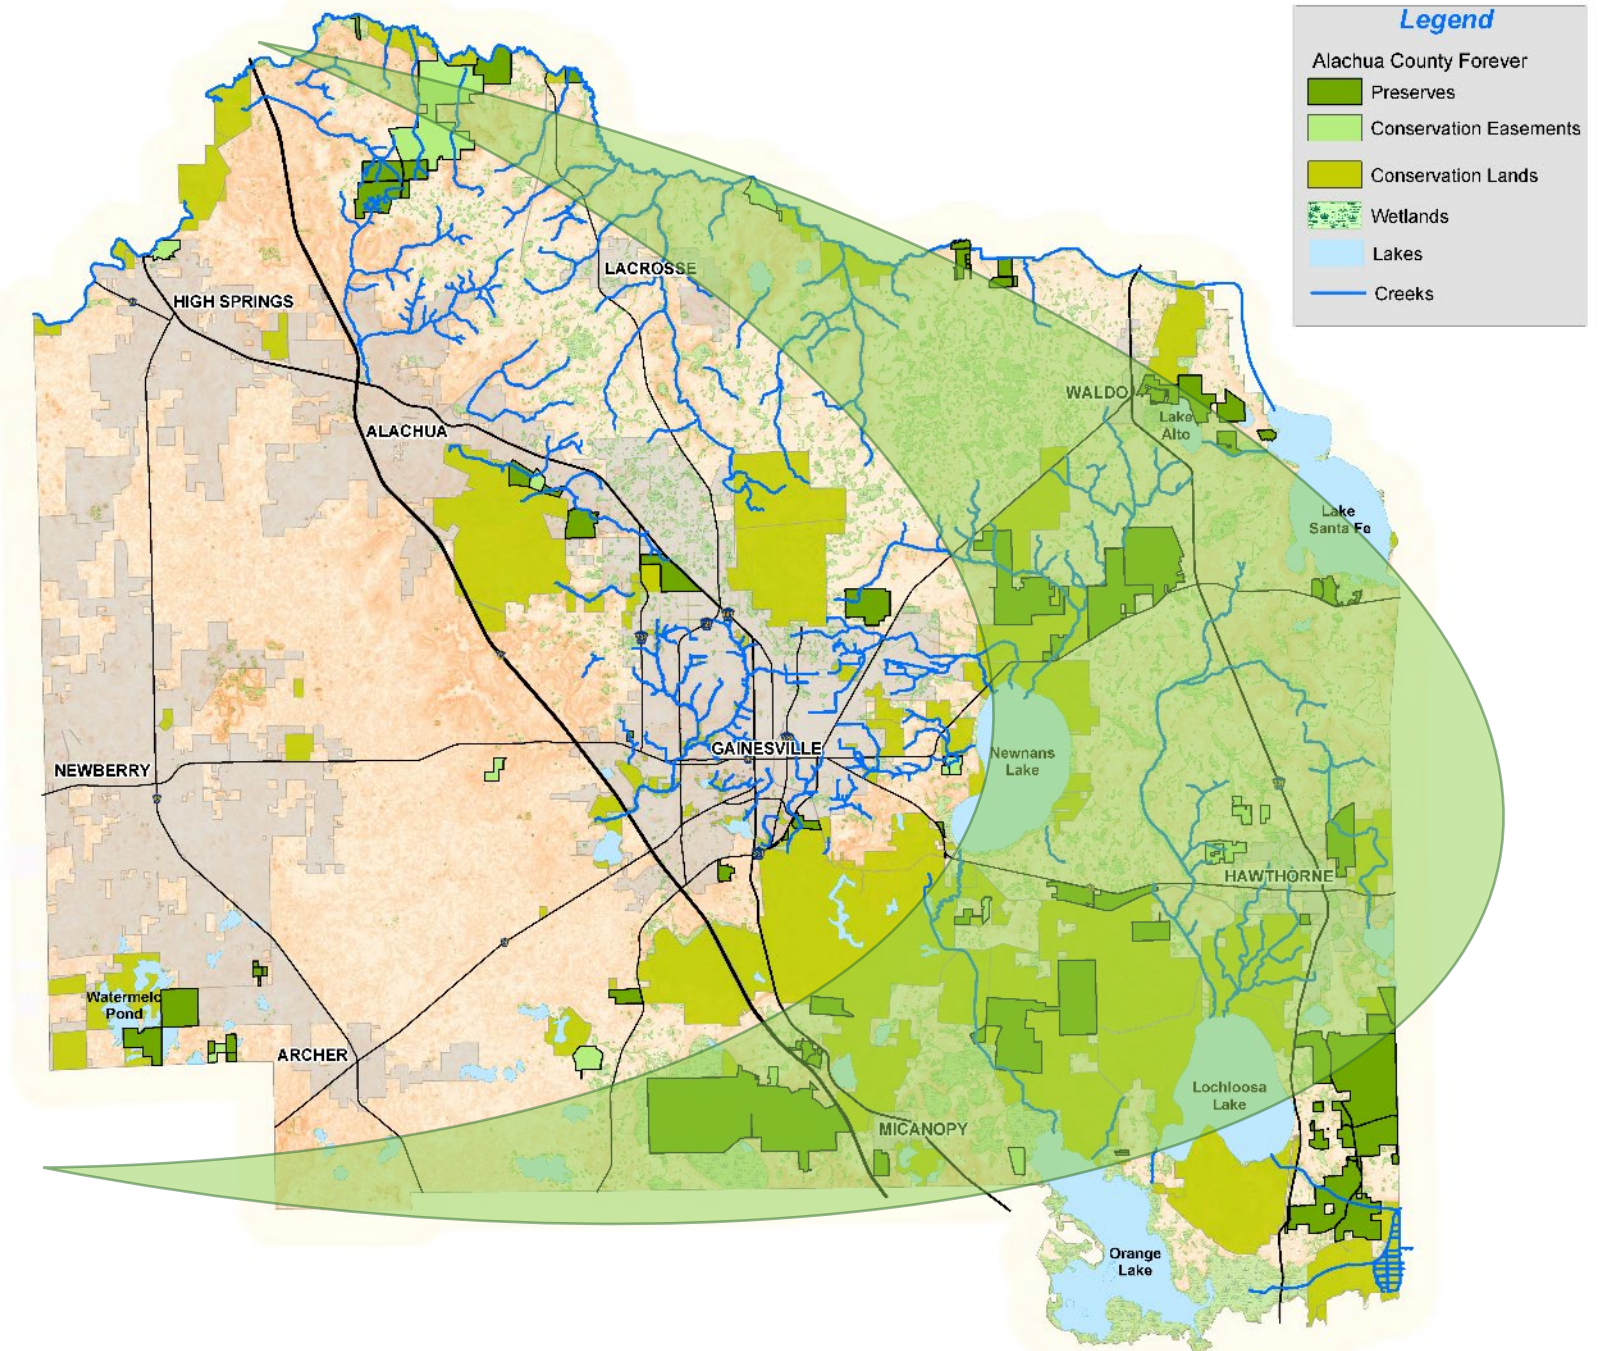 Legend
Alachua County Forever
Preserves
Conservation Easements
Conservation Lands
Wetlands
Lakes
Creeks
LACROSSE
HIGH SPRINGS
WALDO
Lake
Alto
ALACHUA
Lake
Santa Fe
GAINESVILLE
Newnans
Lake
NEWBERRY
HAWTHORNE
Watermelc
Pond
ARCHER
Lochloosa
Lake
MICANOPY
Orange
Lake